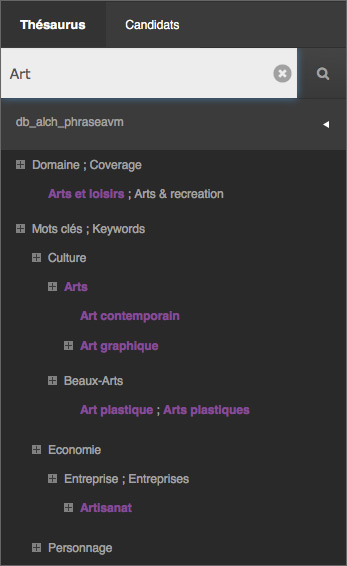 Thésaurus Candidats
Art
db_alch_phraseavm
Domaine ; Coverage
Arts et loisirs ; Arts & recreation
Mots clés ; Keywords
Culture
Arts
Art contemporain
Art graphique
Beaux-Arts
Art plastique ; Arts plastiques
Economie
Entreprise ; Entreprises
Artisanat
Personnage